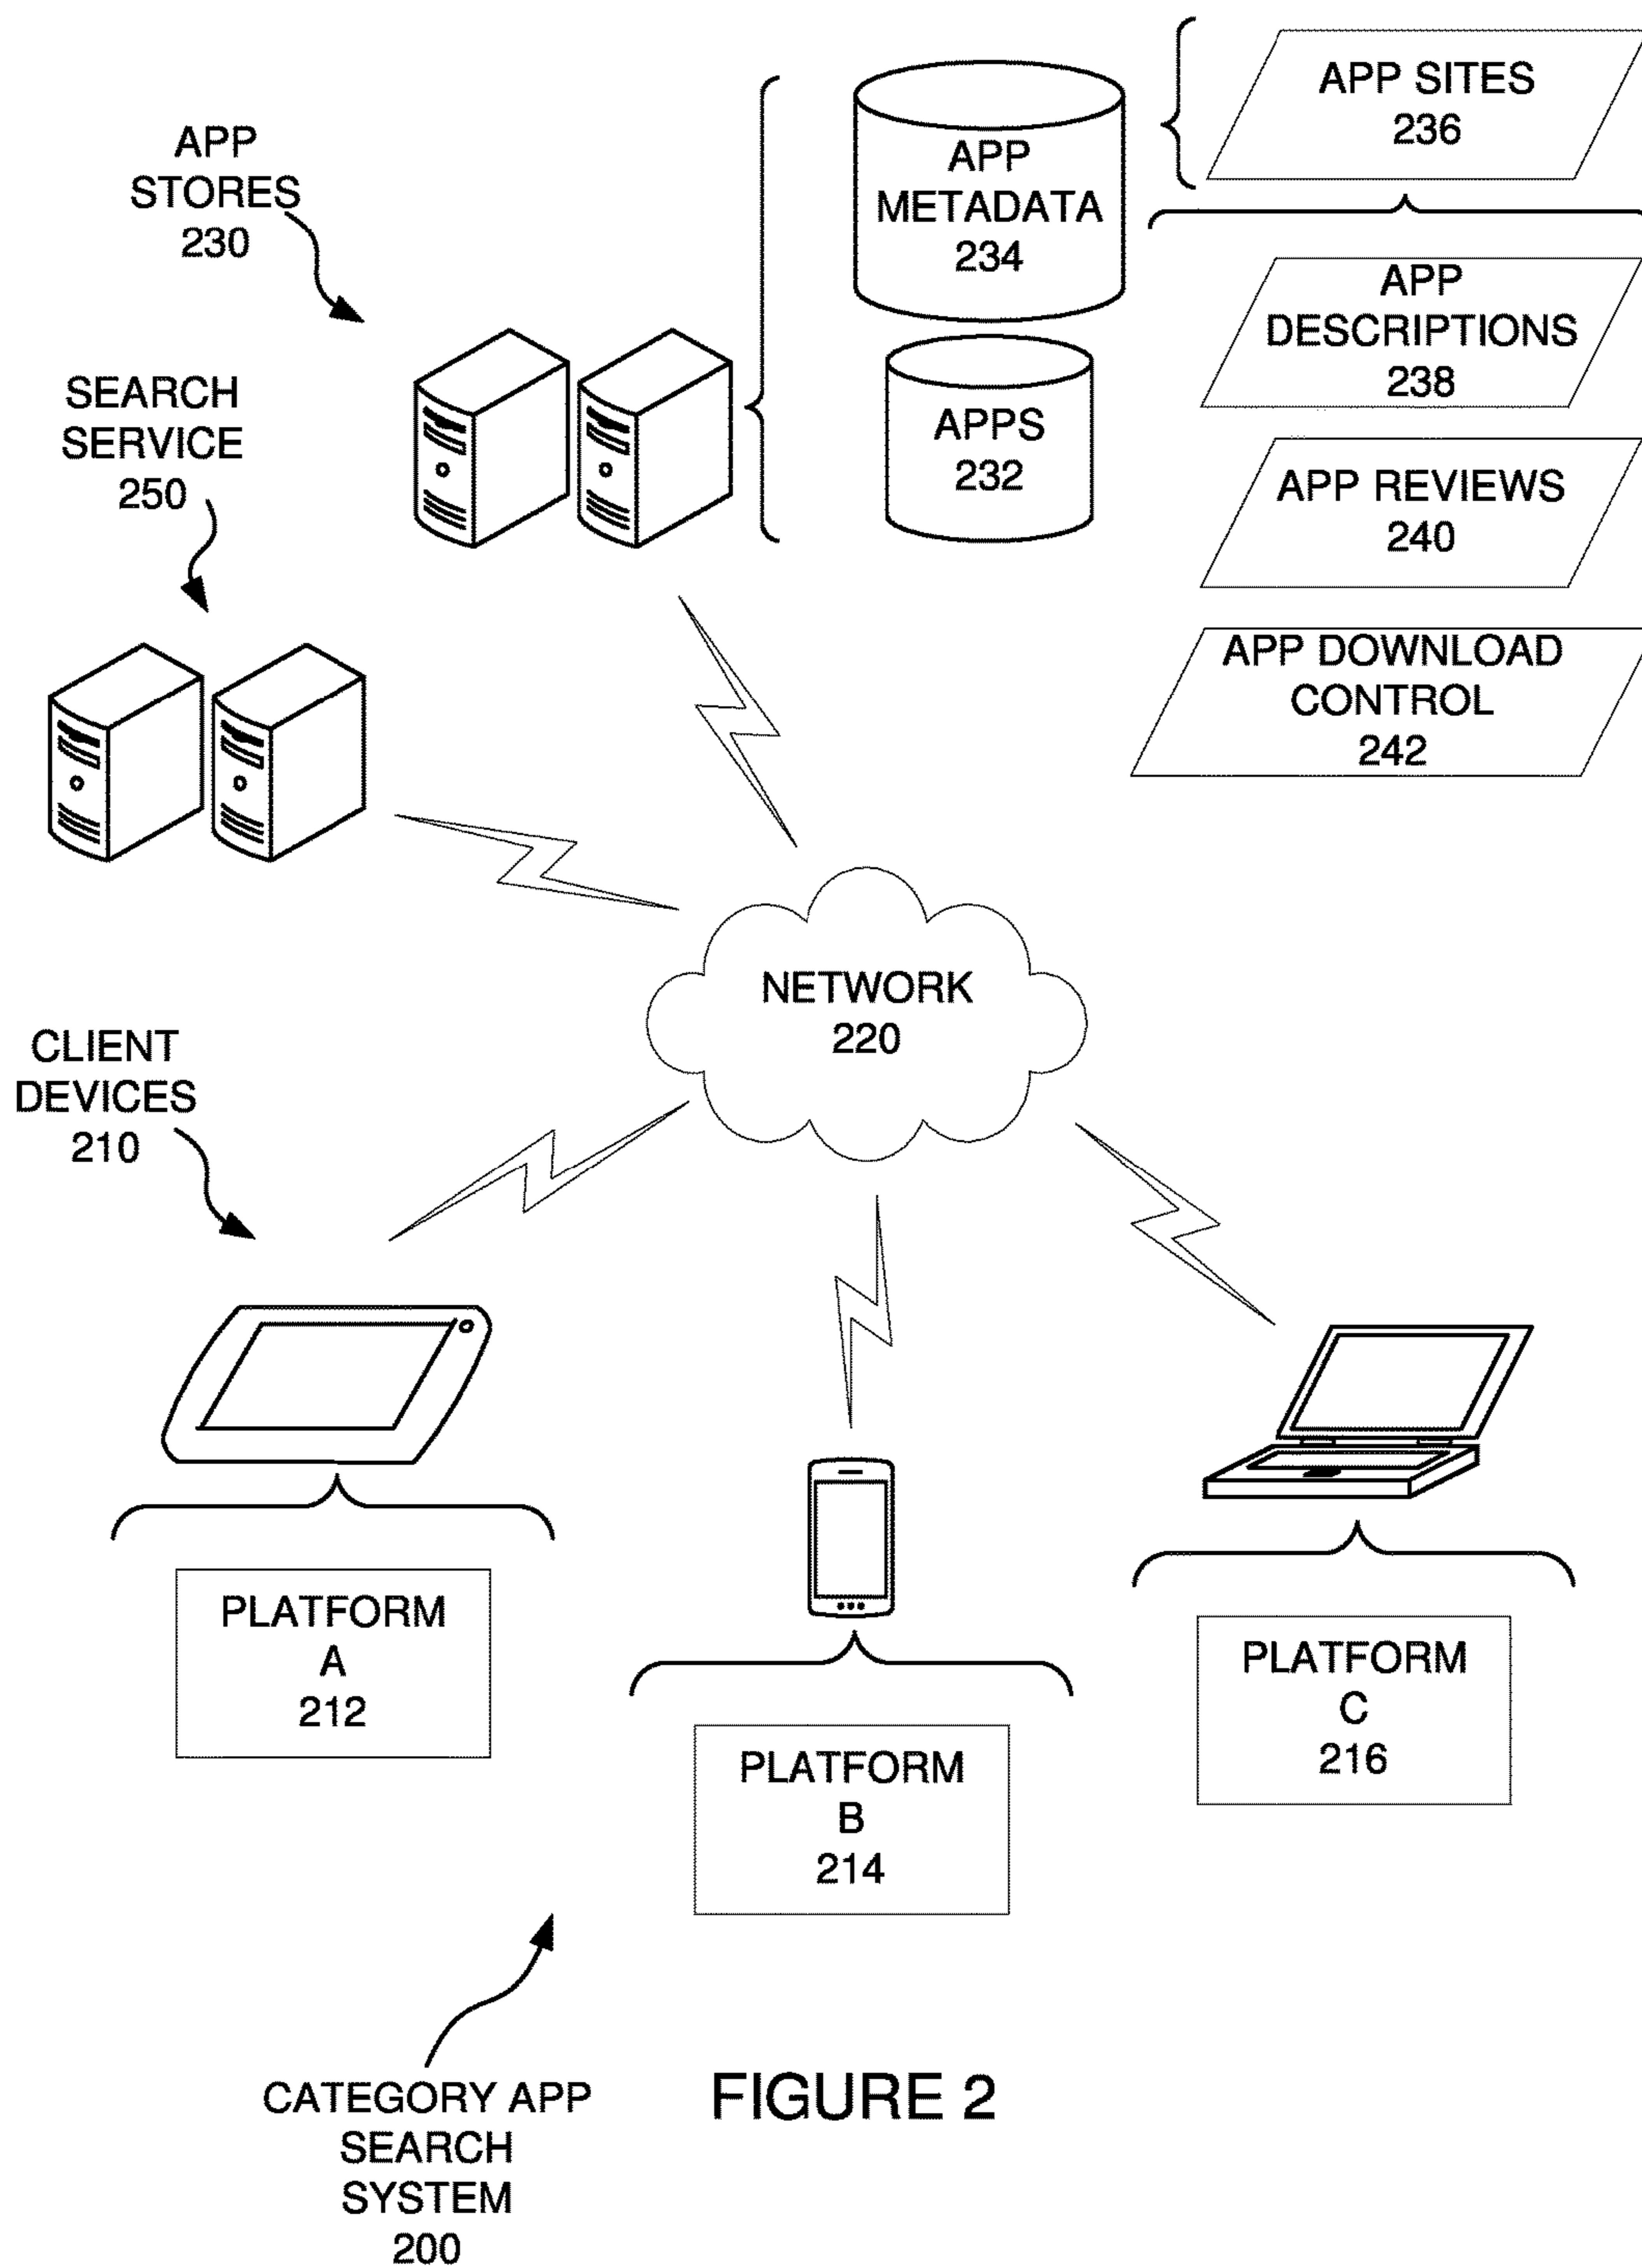 APP
STORES
230
APP
METADATA
234
APPS
232
APP SITES
236
APP
DESCRIPTIONS
238
APP REVIEWS
240
APP DOWNLOAD
CONTROL
242
SEARCH
SERVICE
250
NETWORK
220
CLIENT
DEVICES
210
PLATFORM
A
212
PLATFORM
B
214
PLATFORM
C
216
CATEGORY APP
SEARCH
SYSTEM
200
FIGURE 2